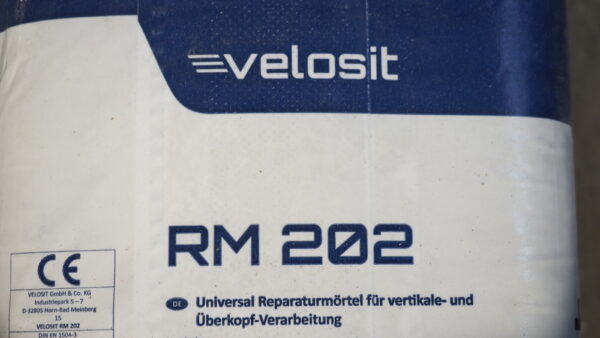 velosit
RM 202
DE Universal Reparaturmörtel für vertikale- und
Überkopf-Verarbeitung
CE
VELOSIT GmbH & Co. KG
Industriepark 5 – 7
D-32805 Horn-Bad Meinberg
15
VELOSIT RM 202
DIN EN 1504-3